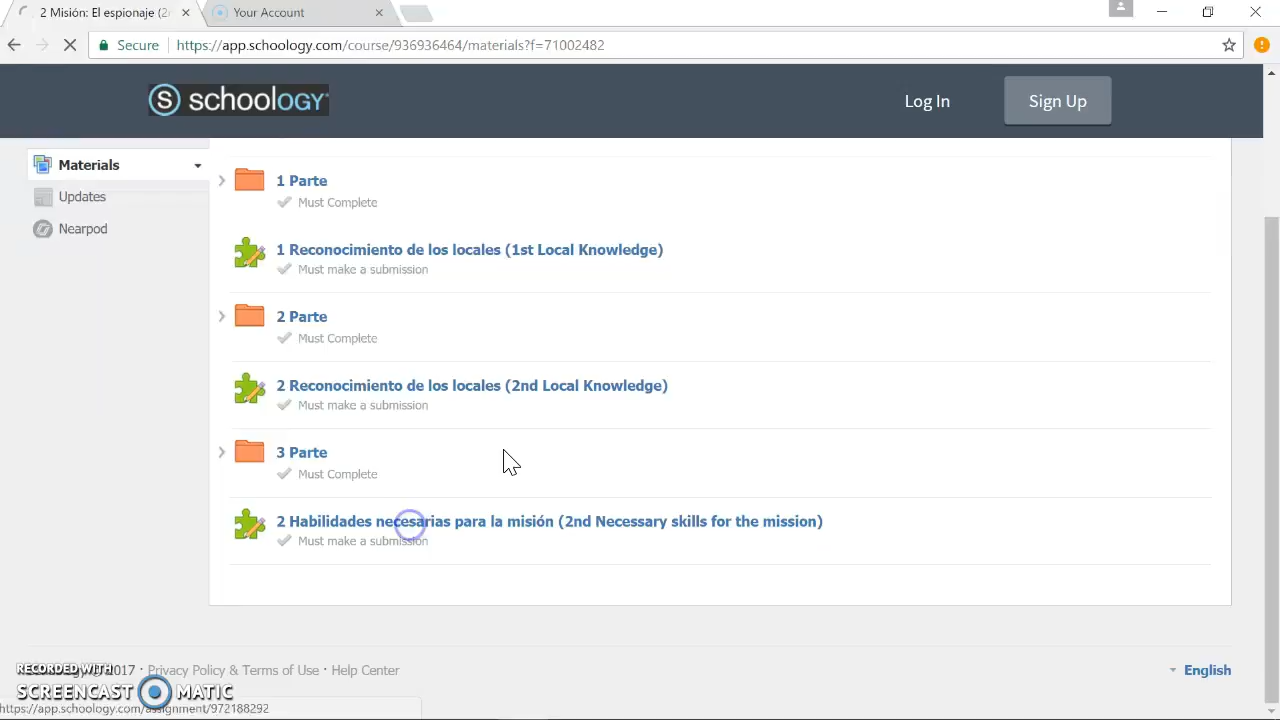 2 Misión: El espionaje (2
Your Account
Secure
https://app.schoology.com/course/936936464/materials?f=71002482
S schoology
Log In
Sign Up
Materials
Updates
Nearpod
1 Parte
Must Complete
1 Reconocimiento de los locales (1st Local Knowledge)
Must make a submission
2 Parte
Must Complete
2 Reconocimiento de los locales (2nd Local Knowledge)
Must make a submission
3 Parte
Must Complete
2 Habilidades necesarias para la misión (2nd Necessary skills for the mission)
Must make a submission
2017 · Privacy Policy & Terms of Use · Help Center
English
RECORDED WITH
SCREENCAST MATIC
https://app.schoology.com/assignment/972188292